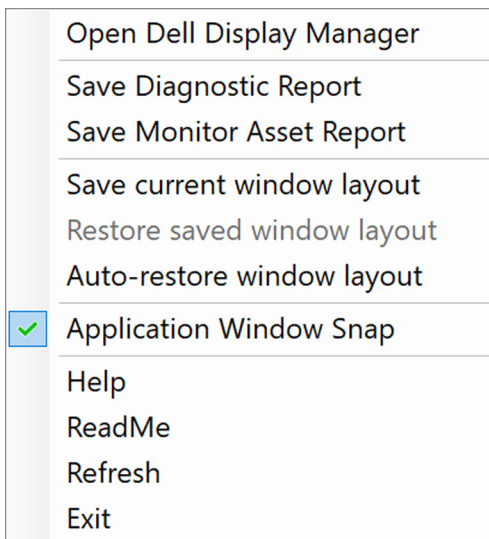 Open Dell Display Manager
Save Diagnostic Report
Save Monitor Asset Report
Save current window layout
Restore saved window layout
Auto-restore window layout
Application Window Snap
Help
ReadMe
Refresh
Exit